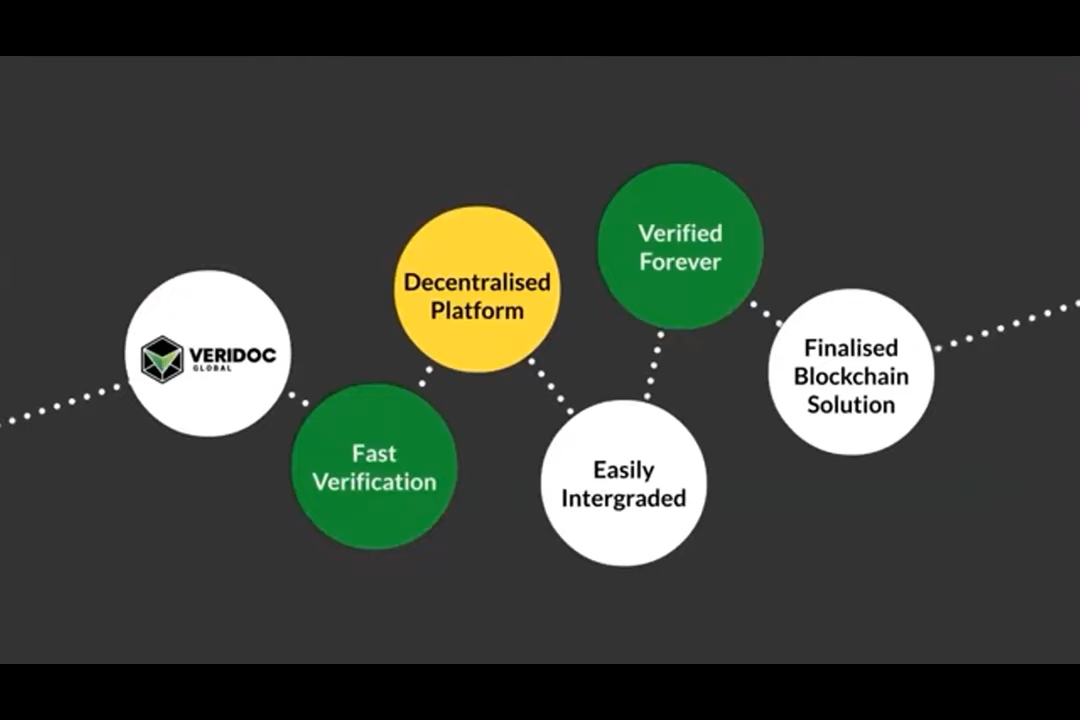 VERIDOC
GLOBAL
Fast
Verification
Decentralised
Platform
Easily
Intergraded
Verified
Forever
Finalised
Blockchain
Solution